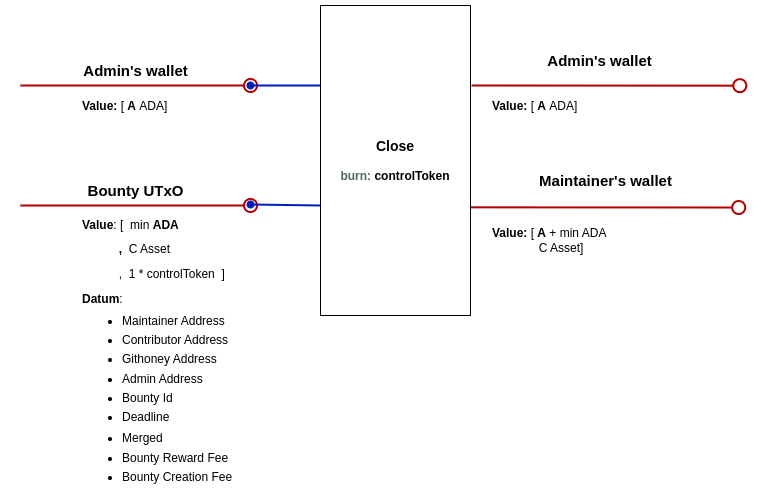 Admin's wallet
Value: [ A ADA]
Bounty UTxO
Value: [ min ADA
, C Asset
, 1 * controlToken ]
Datum:
• Maintainer Address
• Contributor Address
• Githoney Address
• Admin Address
• Bounty Id
• Deadline
• Merged
• Bounty Reward Fee
• Bounty Creation Fee
Close
burn: controlToken
Admin's wallet
Value: [ A ADA]
Maintainer's wallet
Value: [ A + min ADA
C Asset]